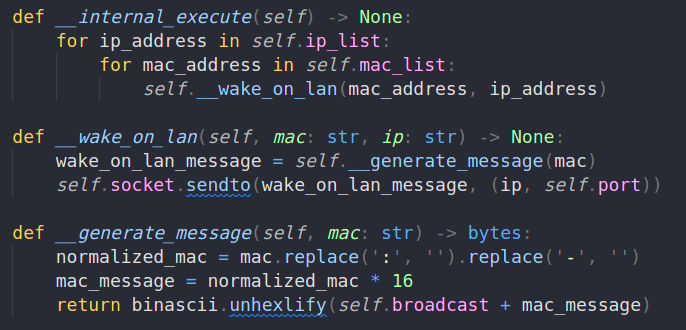 def __internal_execute(self) -> None:
    for ip_address in self.ip_list:
        for mac_address in self.mac_list:
            self.__wake_on_lan(mac_address, ip_address)
def __wake_on_lan(self, mac: str, ip: str) -> None:
    wake_on_lan_message = self.__generate_message(mac)
    self.socket.sendto(wake_on_lan_message, (ip, self.port))
def __generate_message(self, mac: str) -> bytes:
    normalized_mac = mac.replace(':', '').replace('-', '')
    mac_message = normalized_mac * 16
    return binascii.unhexlify(self.broadcast + mac_message)